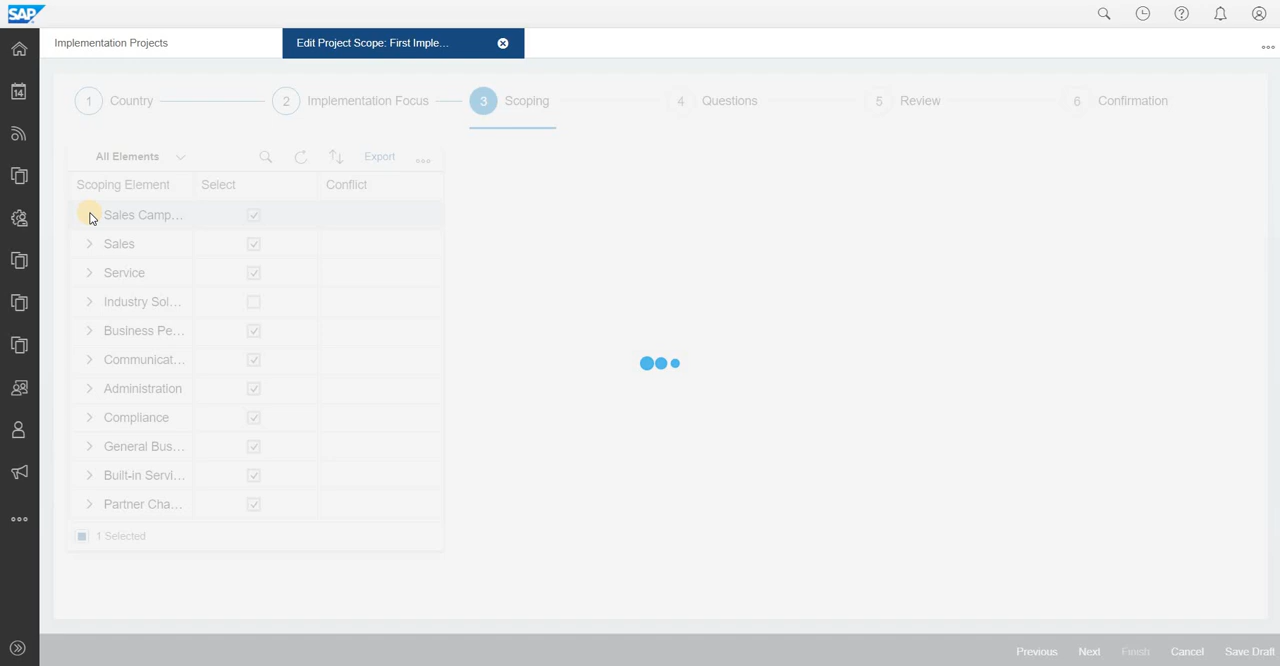 SAP
Implementation Projects
Edit Project Scope: First Imple...
14
1 Country
2 Implementation Focus
3 Scoping
4 Questions
5 Review
6 Confirmation
All Elements
Export
Scoping Element Select Conflict
Sales Camp...
Sales
Service
Industry Sol...
Business Pe...
Communicat...
Administration
Compliance
General Bus...
Built-in Servi...
Partner Cha...
1 Selected
Previous Next Finish Cancel Save Draft